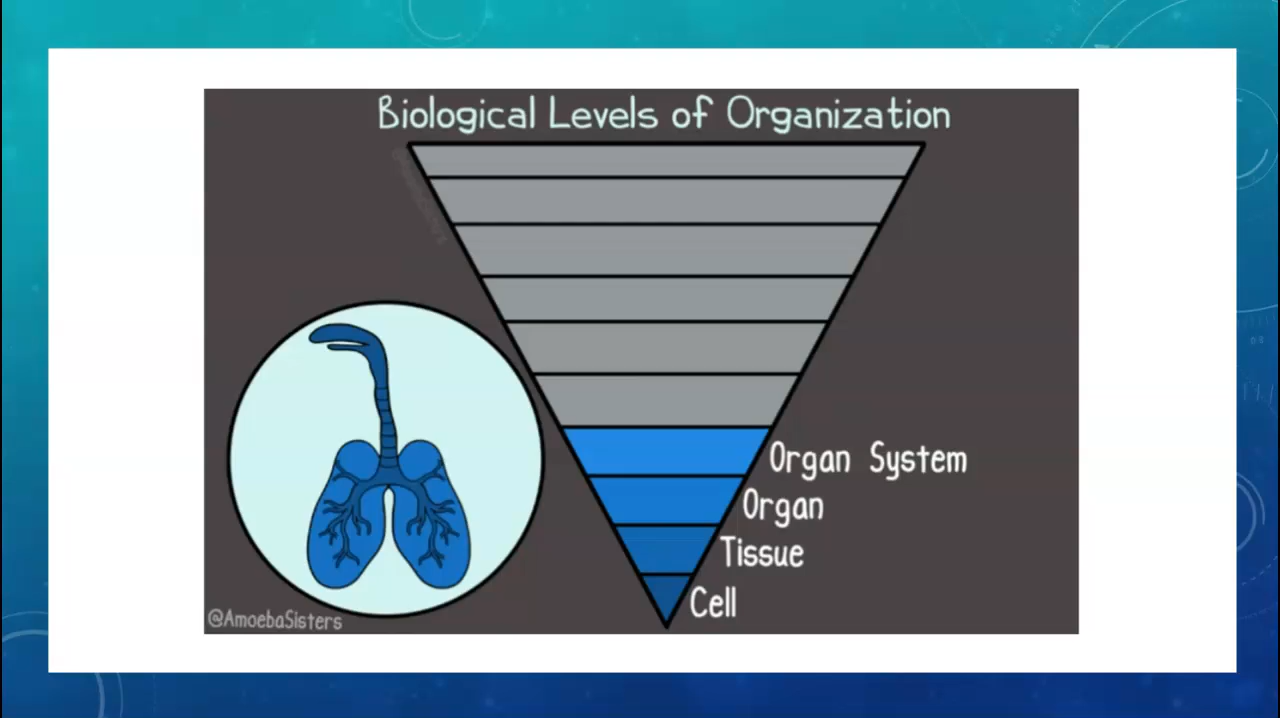 Biological Levels of Organization
Organ System
Organ
Tissue
Cell
@AmoebaSisters